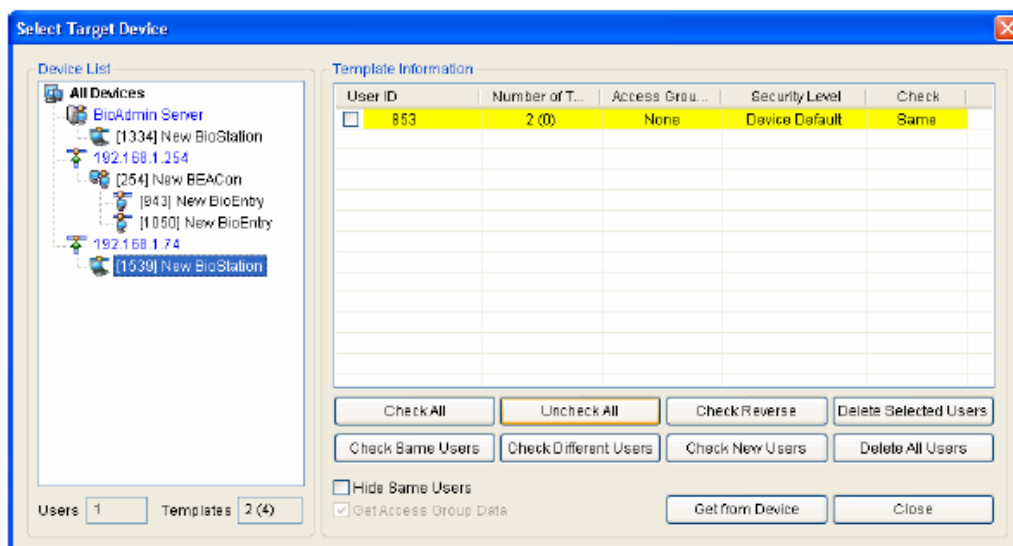 Select Target Device
Device List
All Devices
BioAdmin Server
[1334] New BioStation
192.168.1.254
[254] New BEACon
[943] New BioEntry
[1050] New BioEntry
192.168.1.74
[1539] New BioStation
Users 1 Templates 2 (4)
Template Information
User ID Number of T... Access Grou... Security Level Check
853 2 (0) None Device Default Same
Check All Uncheck All Check Reverse Delete Selected Users
Check Same Users Check Different Users Check New Users Delete All Users
Hide Same Users
Get Access Group Data
Get from Device Close